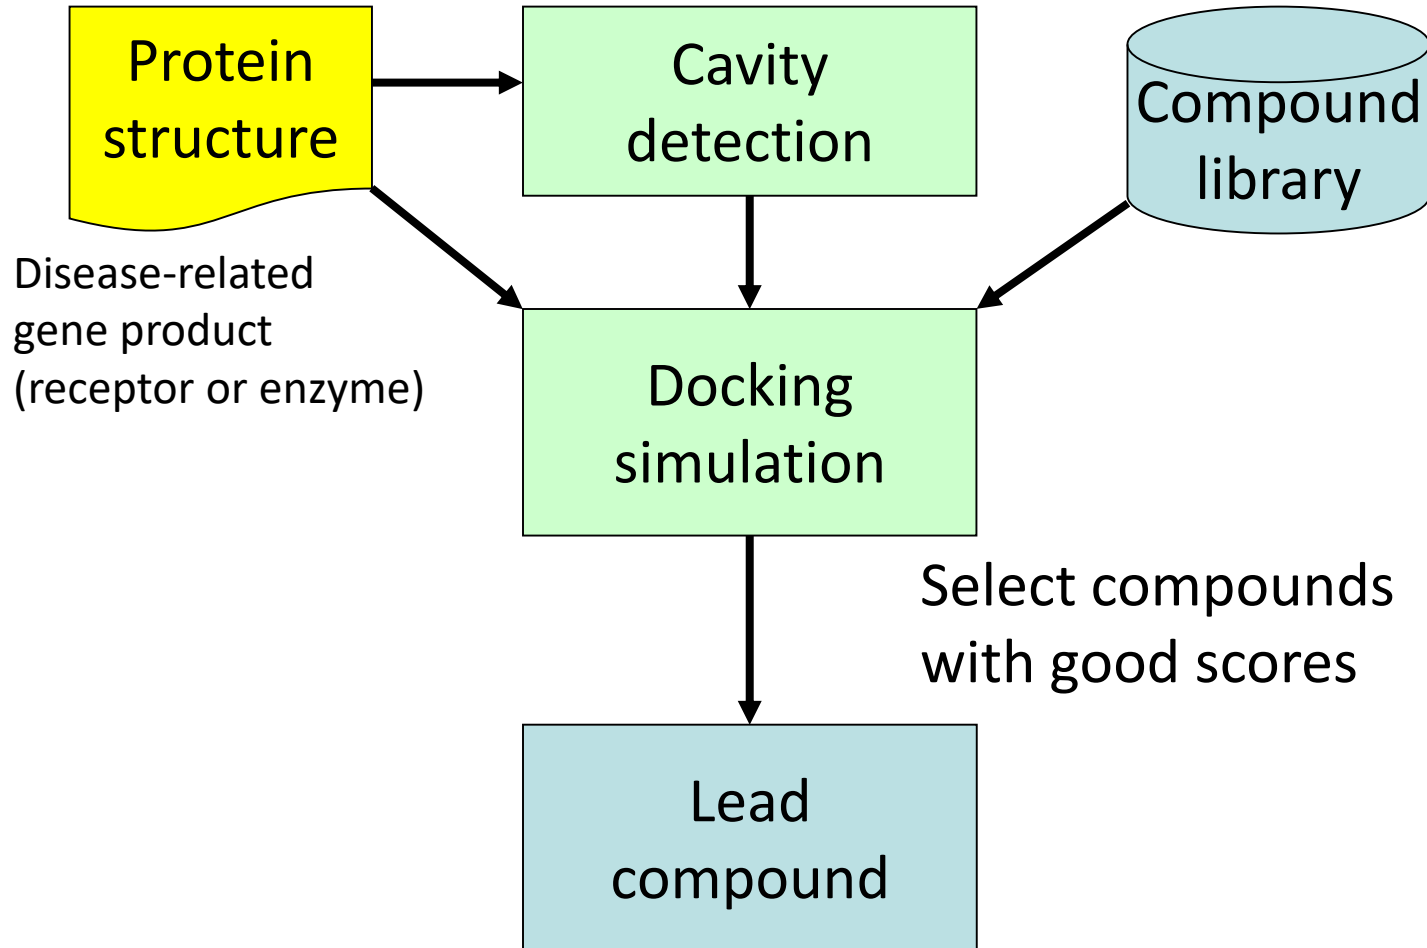 Protein
structure
Cavity
detection
Compound
library
Disease-related
gene product
(receptor or enzyme)
Docking
simulation
Select compounds
with good scores
Lead
compound